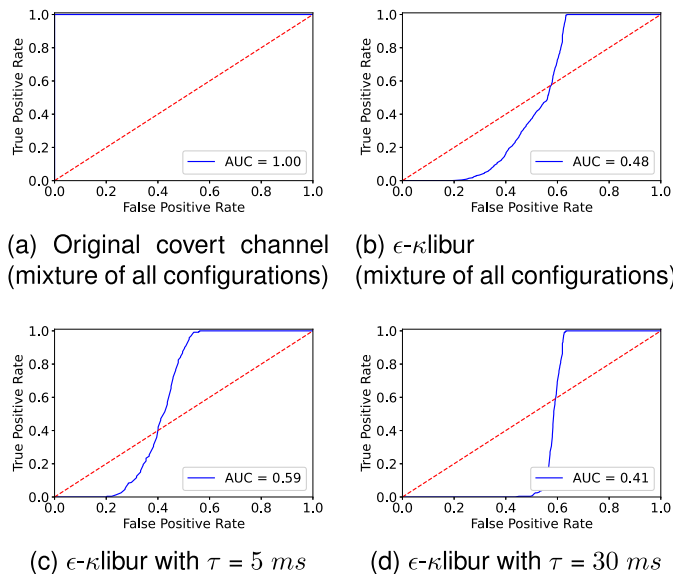 1.0
0.8
0.6
0.4
0.2
0.0
True Positive Rate
AUC = 1.00
0.0 0.2 0.4 0.6 0.8 1.0
False Positive Rate
(a) Original covert channel
(mixture of all configurations)
1.0
0.8
0.6
0.4
0.2
0.0
True Positive Rate
AUC = 0.48
0.0 0.2 0.4 0.6 0.8 1.0
False Positive Rate
(b) ϵ-κlibur
(mixture of all configurations)
1.0
0.8
0.6
0.4
0.2
0.0
True Positive Rate
AUC = 0.59
0.0 0.2 0.4 0.6 0.8 1.0
False Positive Rate
(c) ϵ-κlibur with τ = 5 ms
1.0
0.8
0.6
0.4
0.2
0.0
True Positive Rate
AUC = 0.41
0.0 0.2 0.4 0.6 0.8 1.0
False Positive Rate
(d) ϵ-κlibur with τ = 30 ms